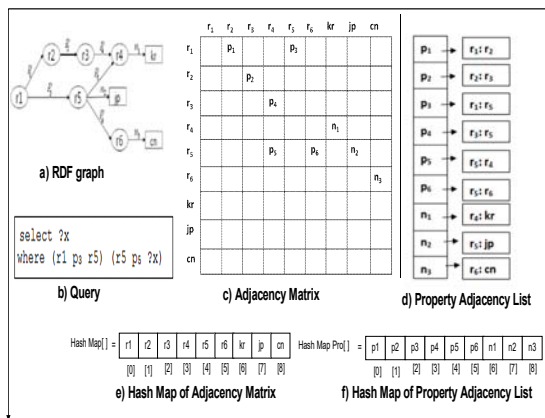 r1
r2
r3
r4
r5
r6
kr
jp
cn
a) RDF graph
select ?x
where (r1 p3 r5) (r5 p5 ?x)
b) Query
r1 r2 r3 r4 r5 r6 kr jp cn
r1 p1 p3
r2 p2
r3 p4
r4 n1
r5 p5 p6 n2
r6 n3
kr
jp
cn
c) Adjacency Matrix
p1 r1: r2
p2 r2: r3
p3 r1: r5
p4 r3: r5
p5 r5: r4
p6 r5: r6
n1 r4: kr
n2 r5: jp
n3 r6: cn
d) Property Adjacency List
Hash Map[ ] = r1 r2 r3 r4 r5 r6 kr jp cn
[0] [1] [2] [3] [4] [5] [6] [7] [8]
e) Hash Map of Adjacency Matrix
Hash Map Pro[ ] = p1 p2 p3 p4 p5 p6 n1 n2 n3
[0] [1] [2] [3] [4] [5] [6] [7] [8]
f) Hash Map of Property Adjacency List